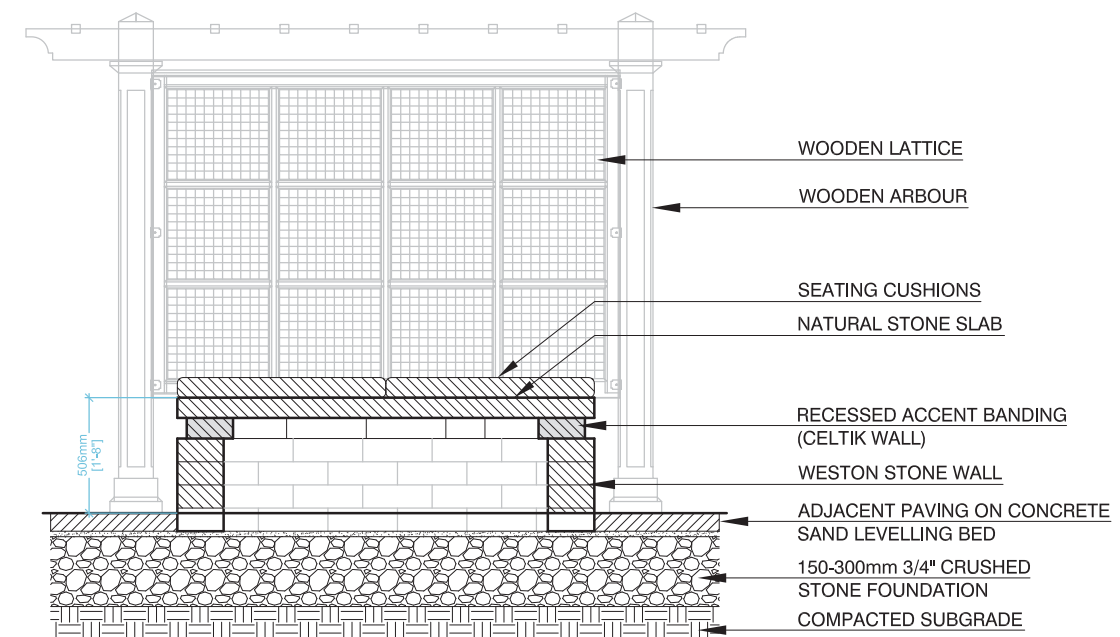 WOODEN LATTICE
WOODEN ARBOUR
SEATING CUSHIONS
NATURAL STONE SLAB
RECESSED ACCENT BANDING
(CELTIK WALL)
WESTON STONE WALL
506mm
[1'-8"]
ADJACENT PAVING ON CONCRETE
SAND LEVELLING BED
150-300mm 3/4" CRUSHED
STONE FOUNDATION
COMPACTED SUBGRADE